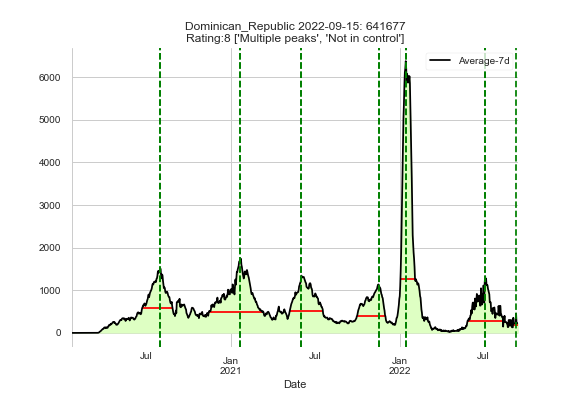 Dominican_Republic 2022-09-15: 641677
Rating:8 ['Multiple peaks', 'Not in control']
Average-7d
6000
5000
4000
3000
2000
1000
0
Jul
Jan
2021
Jul
Jan
2022
Jul
Date